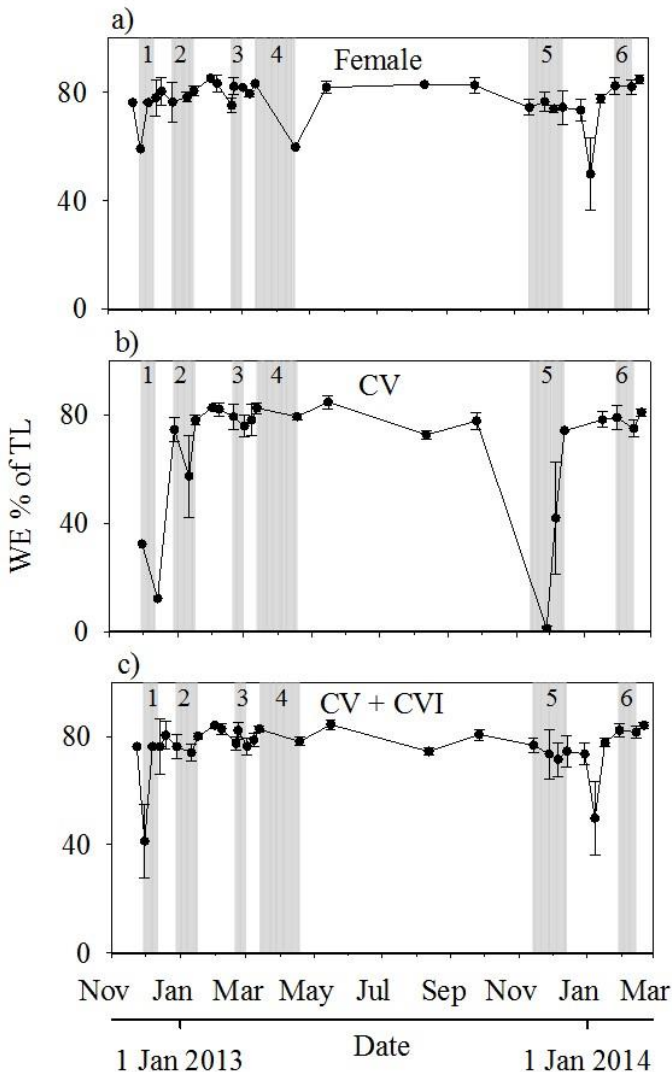 a)
1 2 3 4 5 6
Female
80
40
0
b)
1 2 3 4 5 6
CV
80
40
0
WE % of TL
c)
1 2 3 4 5 6
CV + CVI
80
40
0
Nov Jan Mar May Jul Sep Nov Jan Mar
Date
1 Jan 2013 1 Jan 2014